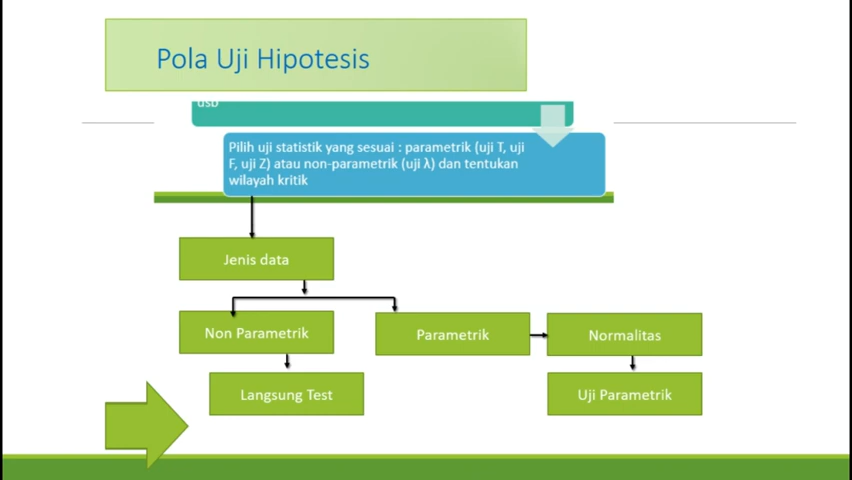 Pola Uji Hipotesis
dsb
Pilih uji statistik yang sesuai : parametrik (uji T, uji
F, uji Z) atau non-parametrik (uji λ) dan tentukan
wilayah kritik
Jenis data
Non Parametrik
Parametrik
Normalitas
Langsung Test
Uji Parametrik